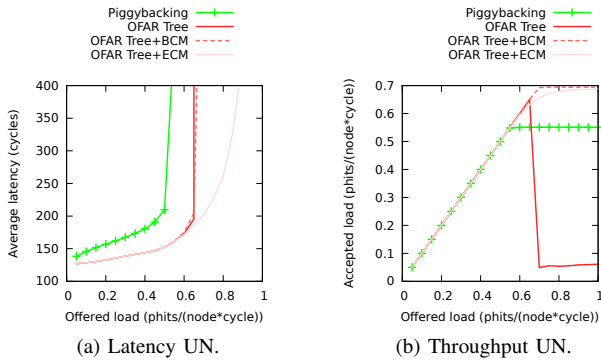 Piggybacking
OFAR Tree
OFAR Tree+BCM
OFAR Tree+ECM
400
350
300
250
200
150
100
Average latency (cycles)
0 0.2 0.4 0.6 0.8 1
Offered load (phits/(node*cycle))
(a) Latency UN.
Piggybacking
OFAR Tree
OFAR Tree+BCM
OFAR Tree+ECM
0.7
0.6
0.5
0.4
0.3
0.2
0.1
0
Accepted load (phits/(node*cycle))
0 0.2 0.4 0.6 0.8 1
Offered load (phits/(node*cycle))
(b) Throughput UN.